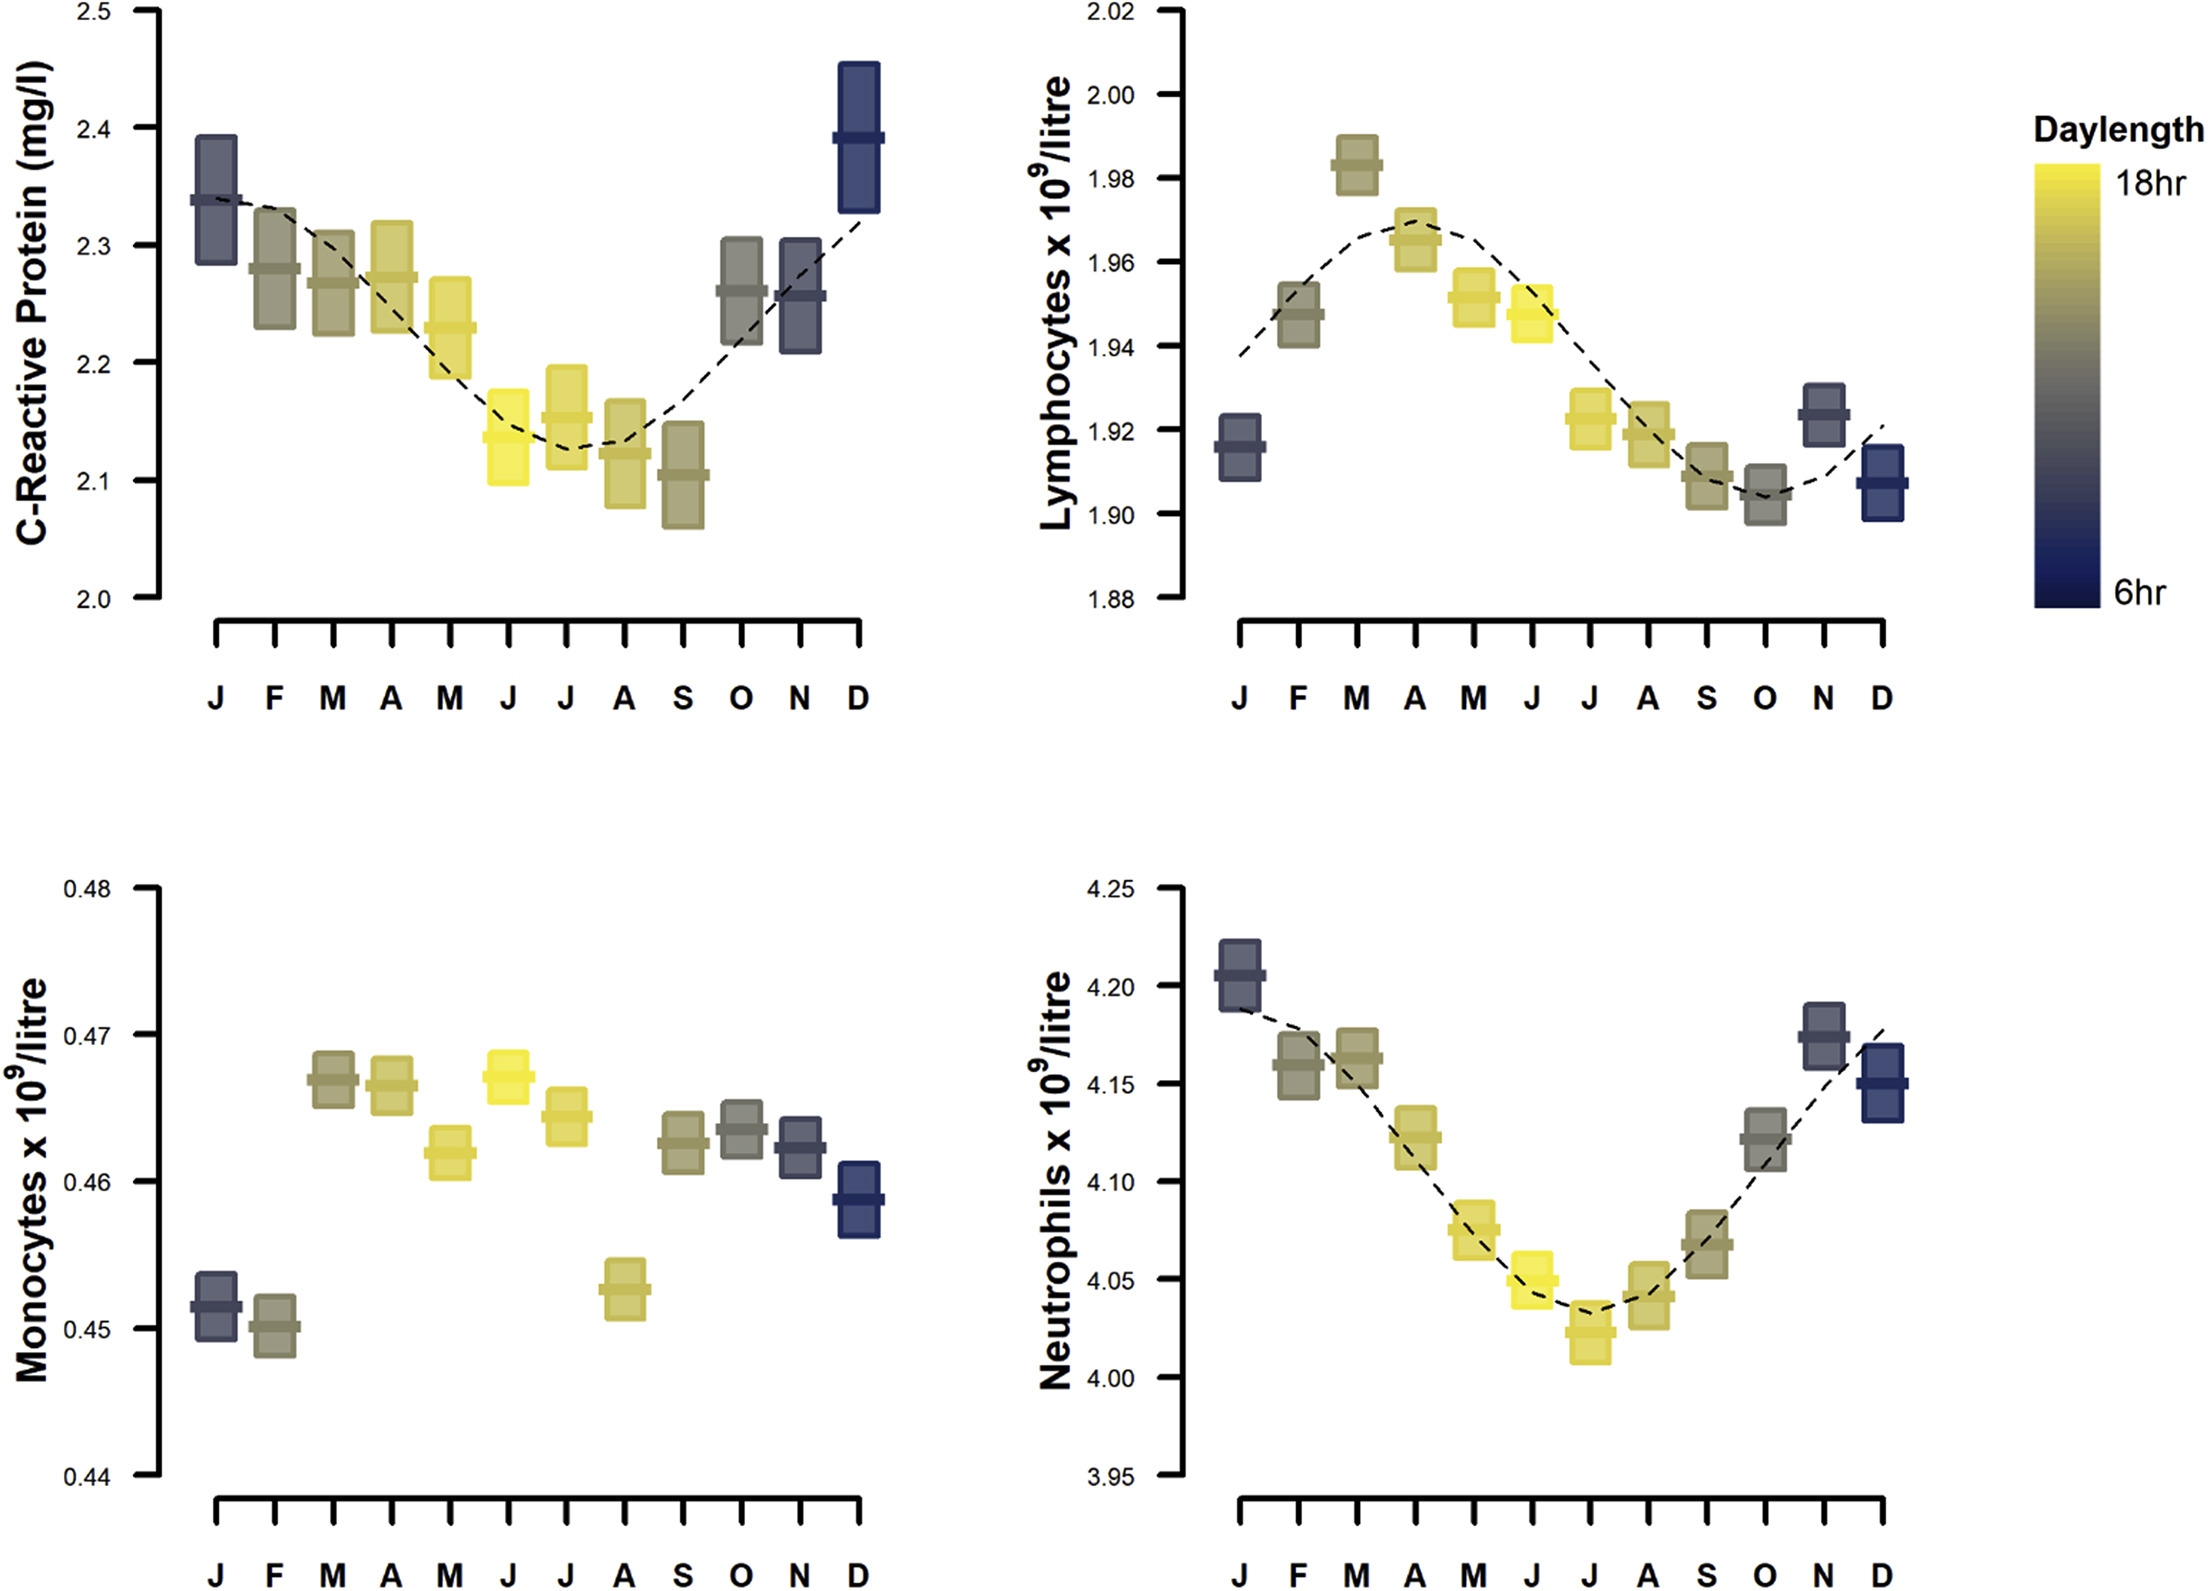 C-Reactive Protein (mg/l)
2.5
2.4
2.3
2.2
2.1
2.0
J F M A M J J A S O N D
Lymphocytes x 10⁹/litre
2.02
2.00
1.98
1.96
1.94
1.92
1.90
1.88
J F M A M J J A S O N D
Daylength
18hr
6hr
Monocytes x 10⁹/litre
0.48
0.47
0.46
0.45
0.44
J F M A M J J A S O N D
Neutrophils x 10⁹/litre
4.25
4.20
4.15
4.10
4.05
4.00
3.95
J F M A M J J A S O N D